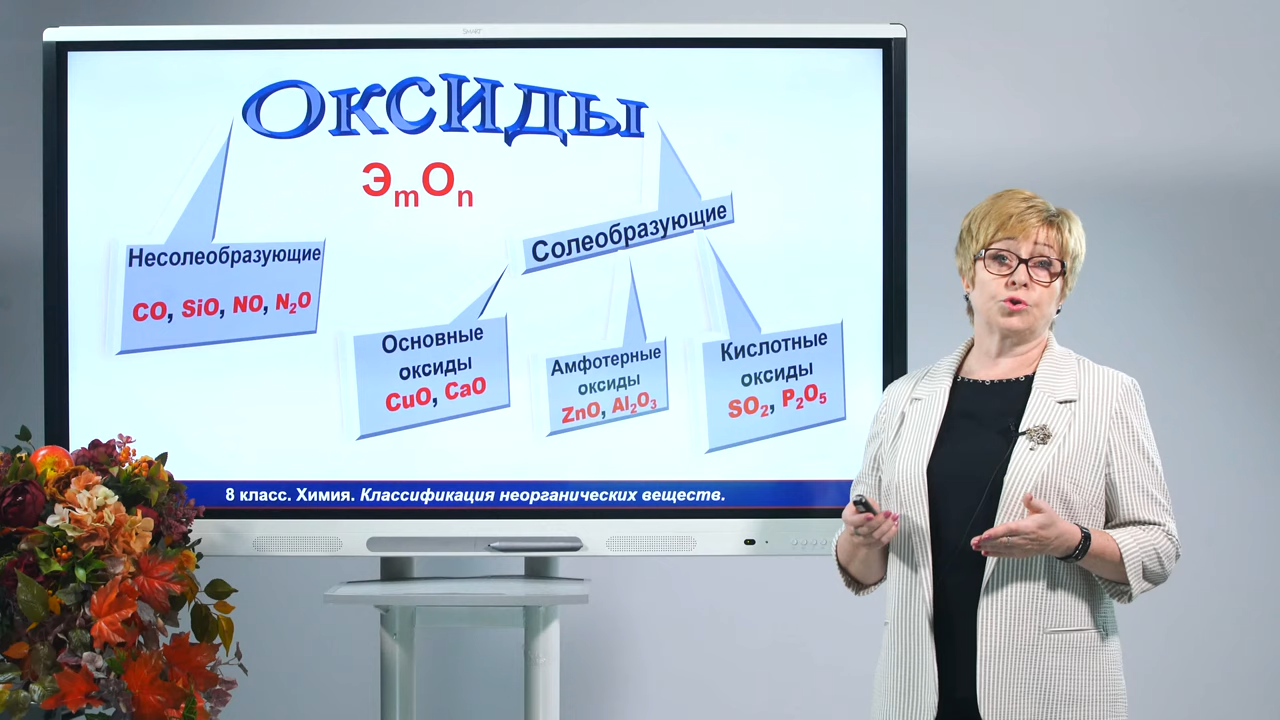 SMART
ОКСИДЫ
ЭmOn
Несолеобразующие
CO, SiO, NO, N₂O
Солеобразующие
Основные
оксиды
CuO, CaO
Амфотерные
оксиды
ZnO, Al₂O₃
Кислотные
оксиды
SO₂, P₂O₅
8 класс. Химия. Классификация неорганических веществ.